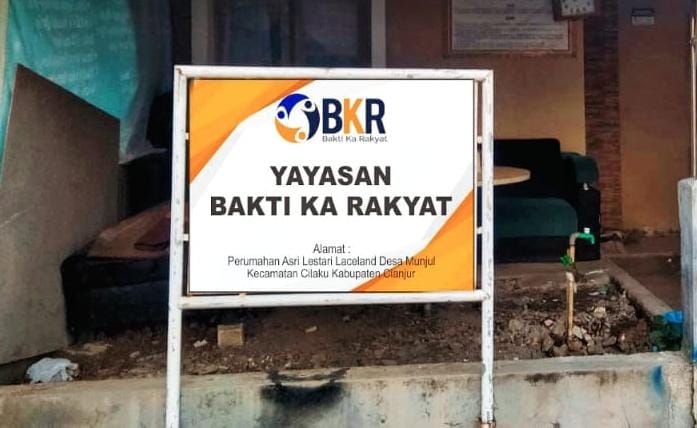 BKR
Bakti Ka Rakyat
YAYASAN
BAKTI KA RAKYAT
Alamat :
Perumahan Asri Lestari Laceland Desa Munjul
Kecamatan Cilaku Kabupaten Cianjur